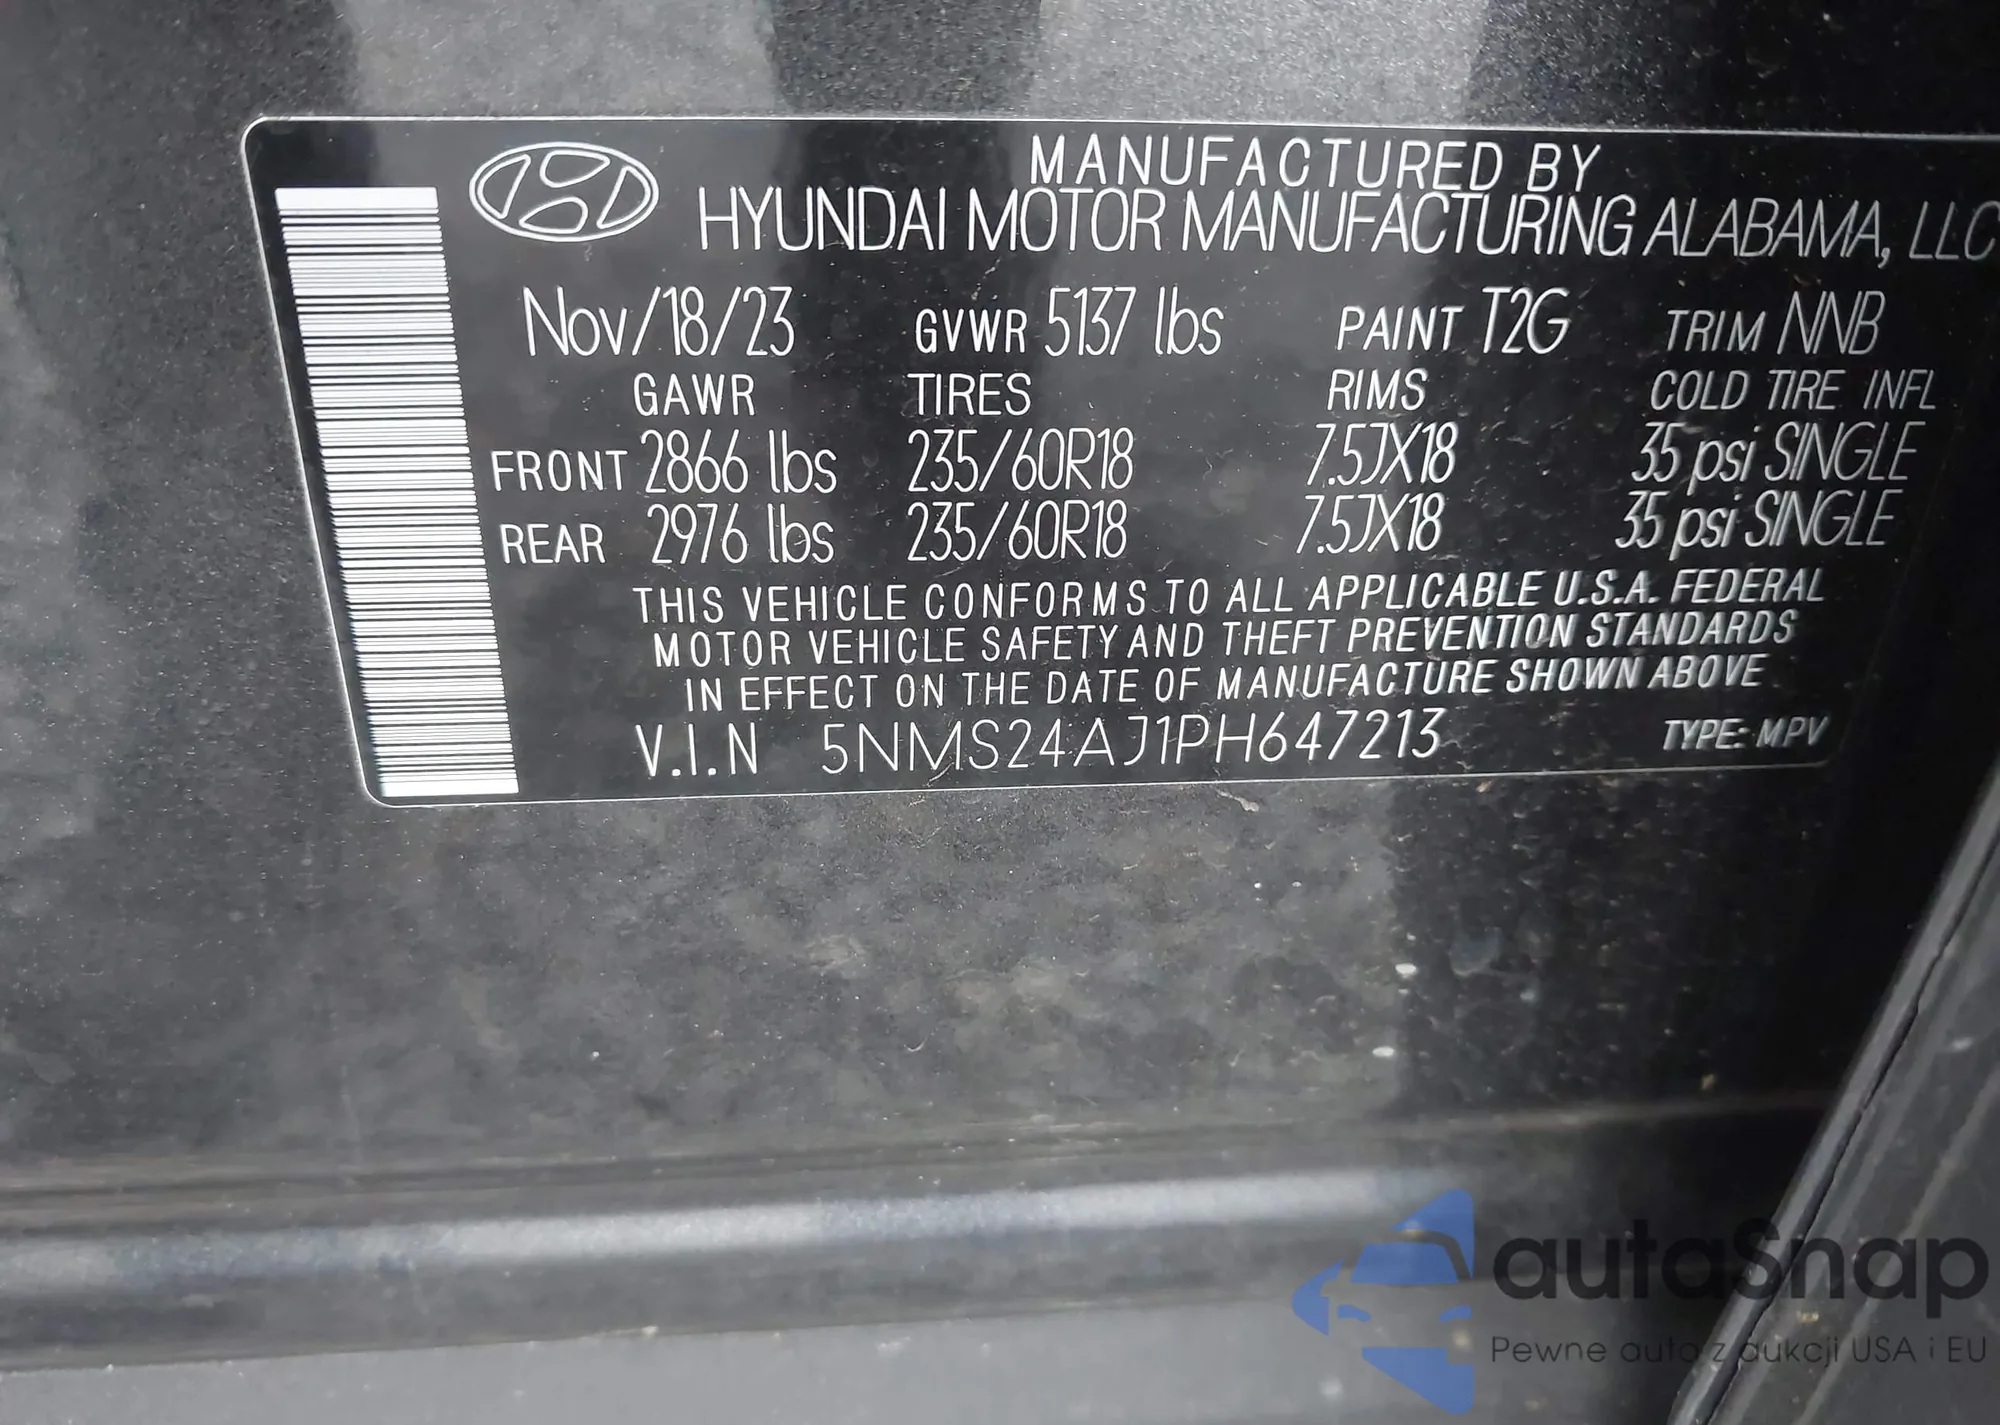 MANUFACTURED BY
HYUNDAI MOTOR MANUFACTURING ALABAMA, LLC
Nov/18/23 GVWR 5137 lbs PAINT T2G TRIM NNB
GAWR TIRES RIMS COLD TIRE INFL
FRONT 2866 lbs 235/60R18 7.5JX18 35 psi SINGLE
REAR 2976 lbs 235/60R18 7.5JX18 35 psi SINGLE
THIS VEHICLE CONFORMS TO ALL APPLICABLE U.S.A. FEDERAL
MOTOR VEHICLE SAFETY AND THEFT PREVENTION STANDARDS
IN EFFECT ON THE DATE OF MANUFACTURE SHOWN ABOVE
V.I.N 5NMS24AJ1PH647213 TYPE: MPV
autaSnap
Pewne auta z aukcji USA i EU